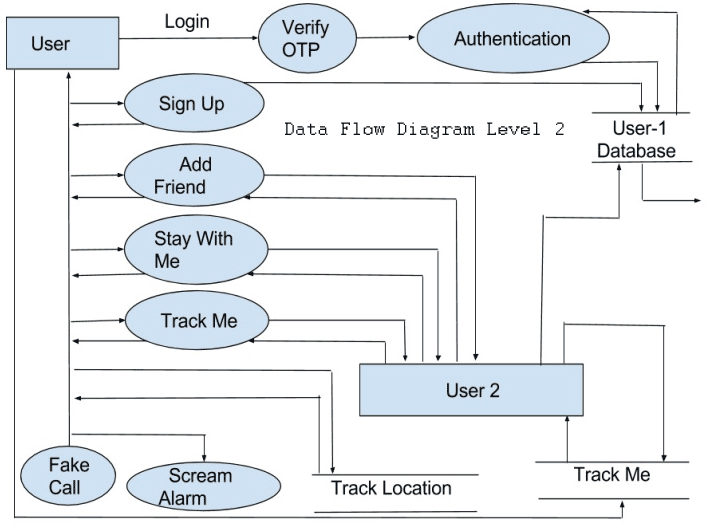 Login
User
Verify
OTP
Authentication
Sign Up
Data Flow Diagram Level 2
User-1
Database
Add
Friend
Stay With
Me
Track Me
User 2
Fake
Call
Scream
Alarm
Track Location
Track Me